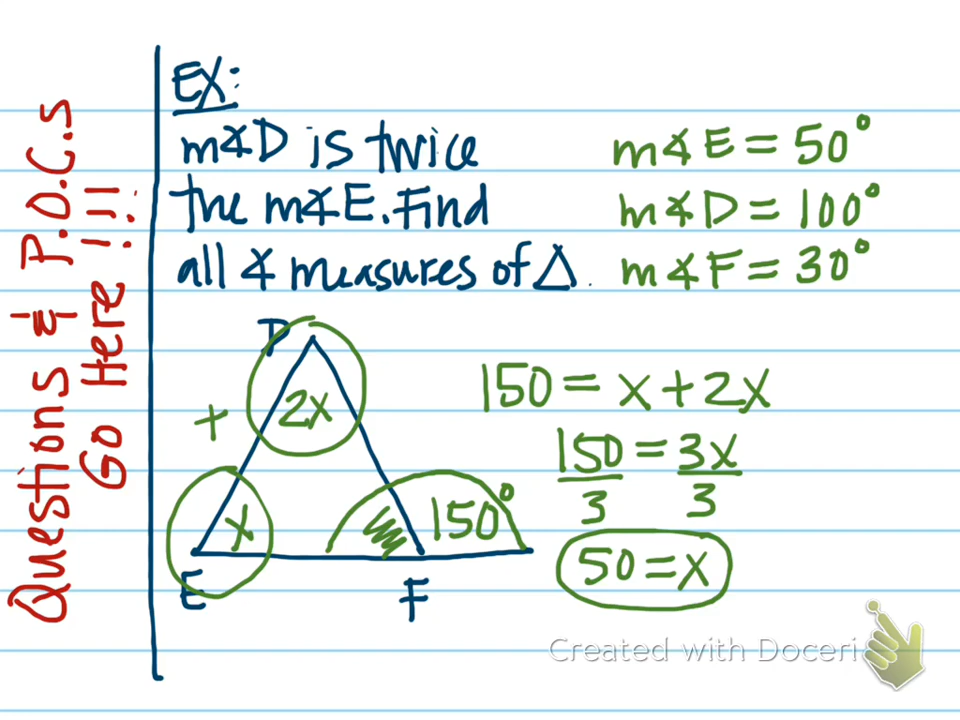 Questions & P.O.C.s
Go Here !!!
EX:
m∡D is twice
the m∡E. Find
all ∡ measures of △.
m∡E = 50°
m∡D = 100°
m∡F = 30°
D
2x
+
x
150°
E
F
150 = x + 2x
150 = 3x
3 3
50 = x
Created with Doceri